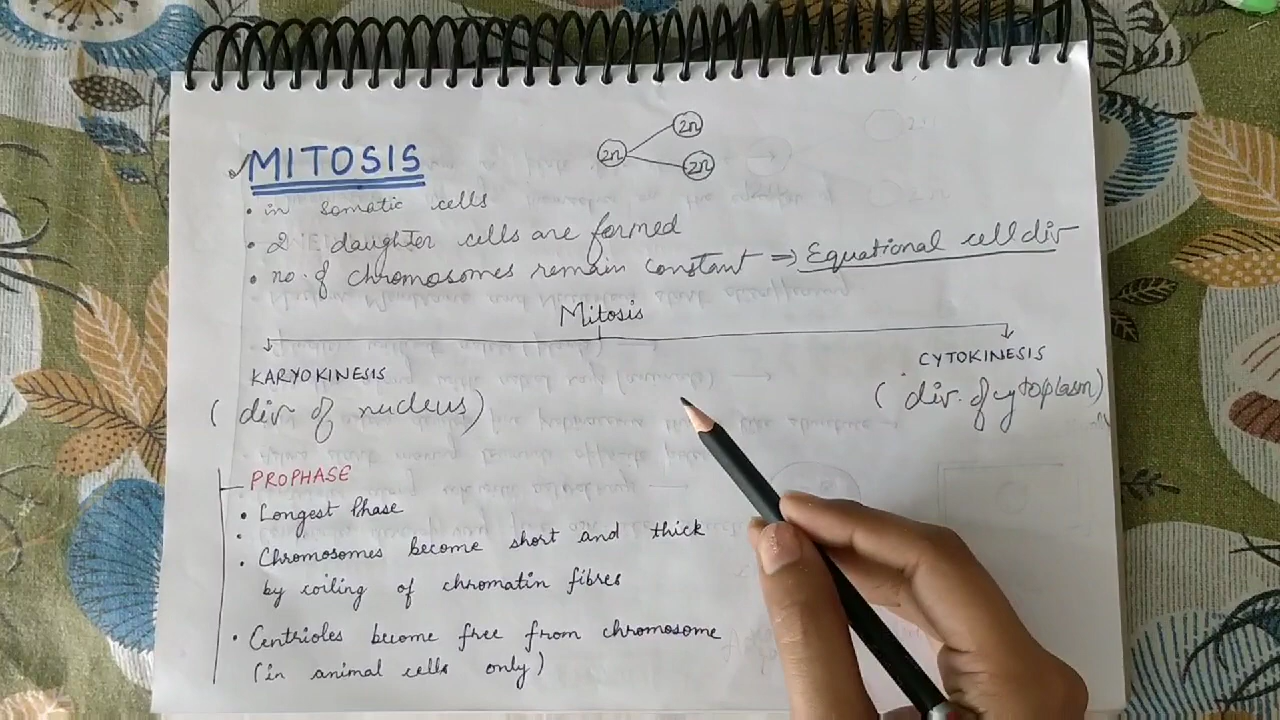 2n
MITOSIS
2n
2n
• in Somatic cells
• 2 daughter cells are formed
• no. of chromosomes remain constant ⇒ Equational cell div
Mitosis
KARYOKINESIS
(div of nucleus)
CYTOKINESIS
(div. of cytoplasm)
PROPHASE
• Longest Phase
• Chromosomes become short and thick
by coiling of chromatin fibres
• Centrioles become free from chromosome
(in animal cells only)